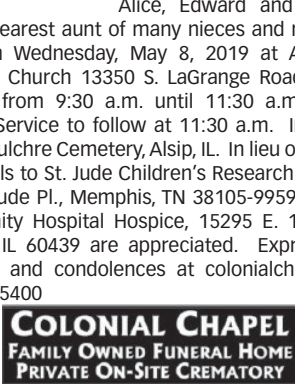 Alice, Edward and
earest aunt of many nieces and
Wednesday, May 8, 2019 at A
Church 13350 S. LaGrange Road
from 9:30 a.m. until 11:30 a.m
Service to follow at 11:30 a.m. I
ulchre Cemetery, Alsip, IL. In lieu o
ls to St. Jude Children's Research
ude Pl., Memphis, TN 38105-9959
ity Hospital Hospice, 15295 E. 1
IL 60439 are appreciated. Expr
and condolences at colonialch
5400
COLONIAL CHAPEL
FAMILY OWNED FUNERAL HOME
PRIVATE ON-SITE CREMATORY